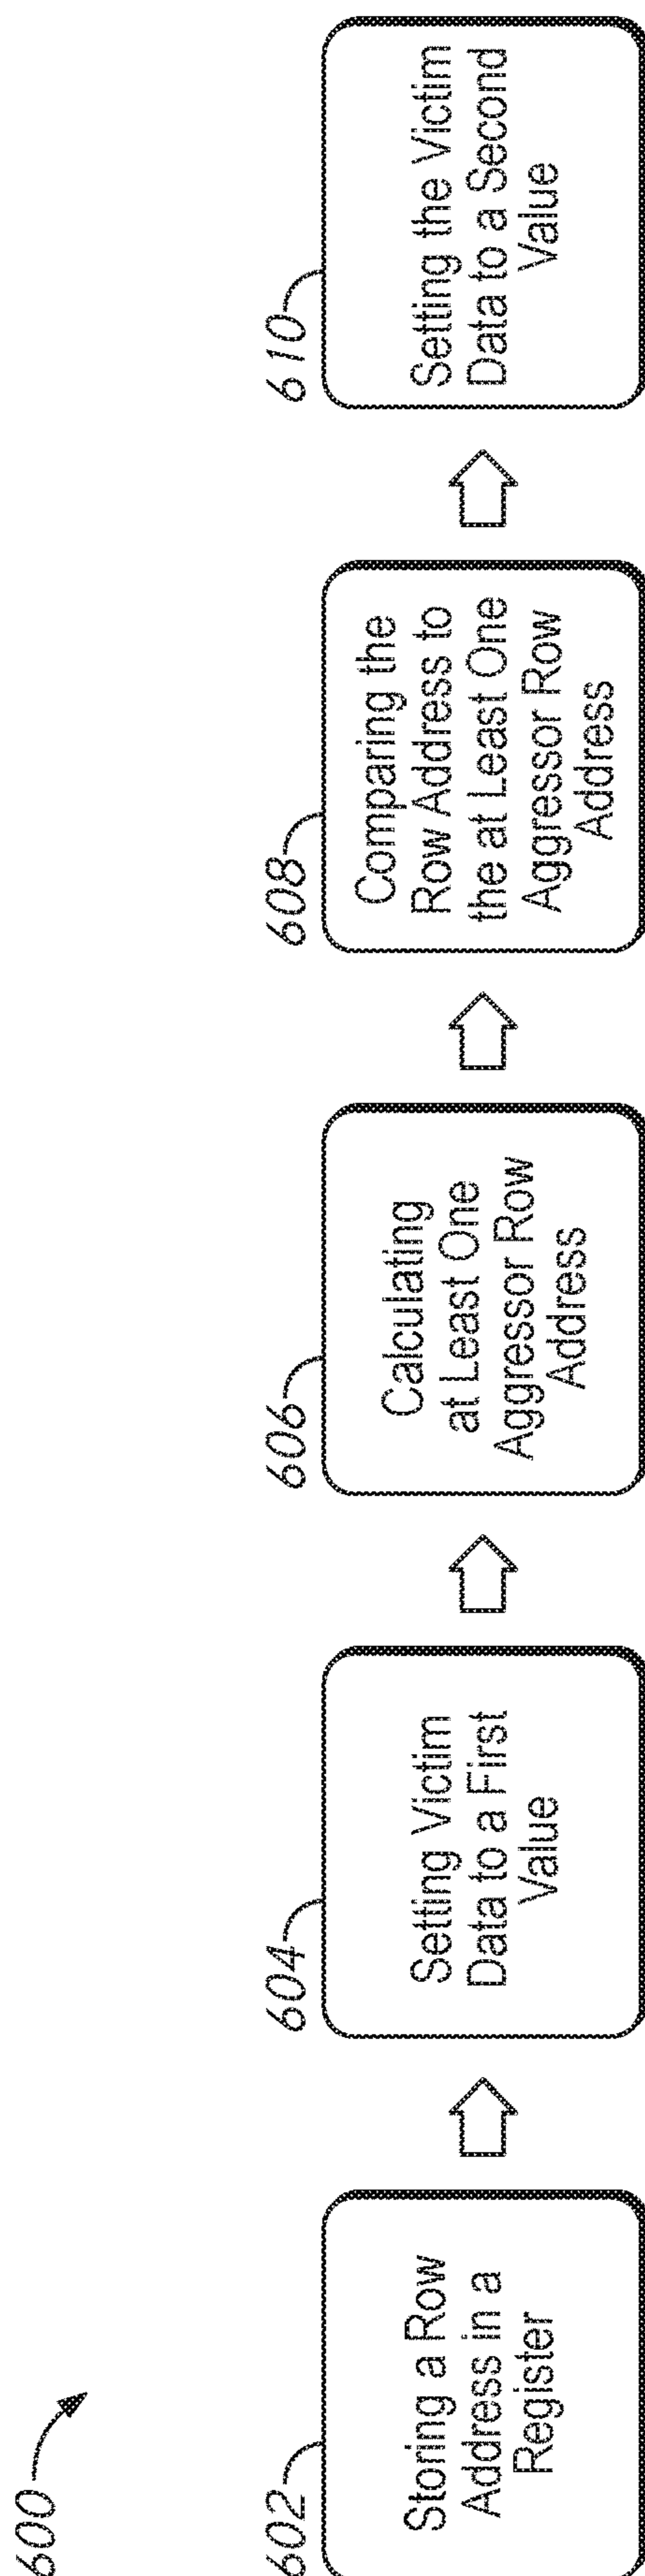 600
602
Storing a Row
Address in a
Register
604
Setting Victim
Data to a First
Value
606
Calculating
at Least One
Aggressor Row
Address
608
Comparing the
Row Address to
the at Least One
Aggressor Row
Address
610
Setting the Victim
Data to a Second
Value